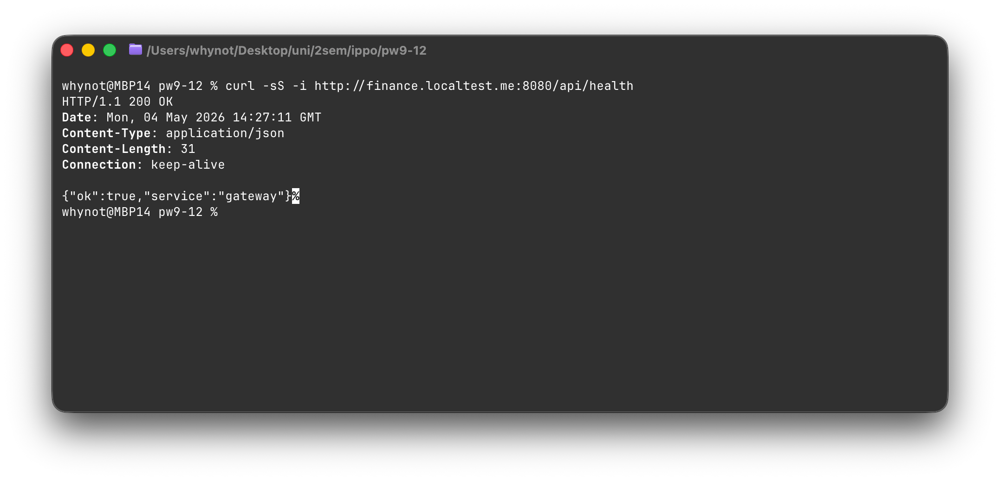 /Users/whynot/Desktop/uni/2sem/ippo/pw9-12
whynot@MBP14 pw9-12 % curl -sS -i http://finance.localtest.me:8080/api/health
HTTP/1.1 200 OK
Date: Mon, 04 May 2026 14:27:11 GMT
Content-Type: application/json
Content-Length: 31
Connection: keep-alive
{"ok":true,"service":"gateway"}%
whynot@MBP14 pw9-12 %